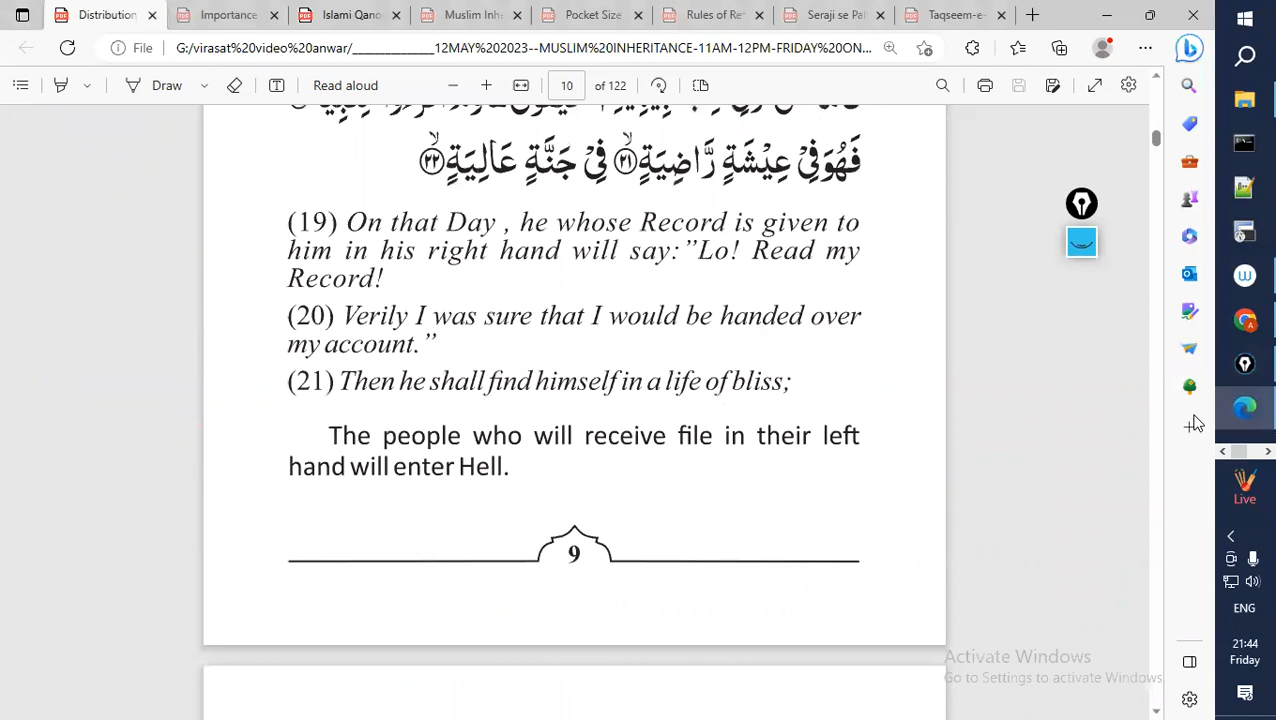 Distribution
Importance
Islami Qano
Muslim Inh
Pocket Size
Rules of Re
Seraji se Pa
Taqseem-e-
File
G:/virasat%20video%20anwar/____________12MAY%202023--MUSLIM%20INHERITANCE-11AM-12PM-FRIDAY%20ON...
Draw
Read aloud
10
of 122
فَهُوَ فِيْ عِيْشَةٍ رَّاضِيَةٍۙ۲۱ فِيْ جَنَّةٍ عَالِيَةٍۙ۲۲
(19) On that Day , he whose Record is given to
him in his right hand will say:”Lo! Read my
Record!
(20) Verily I was sure that I would be handed over
my account.”
(21) Then he shall find himself in a life of bliss;
The people who will receive file in their left
hand will enter Hell.
9
Activate Windows
Go to Settings to activate Windows.
Live
ENG
21:44
Friday